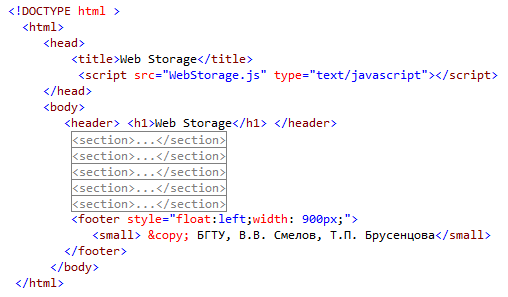 <!DOCTYPE html >
<html>
<head>
<title>Web Storage</title>
<script src="WebStorage.js" type="text/javascript"></script>
</head>
<body>
<header> <h1>Web Storage</h1> </header>
<section>...</section>
<section>...</section>
<section>...</section>
<section>...</section>
<section>...</section>
<footer style="float:left;width: 900px;">
<small> &copy; БГТУ, В.В. Смелов, Т.П. Брусенцова</small>
</footer>
</body>
</html>